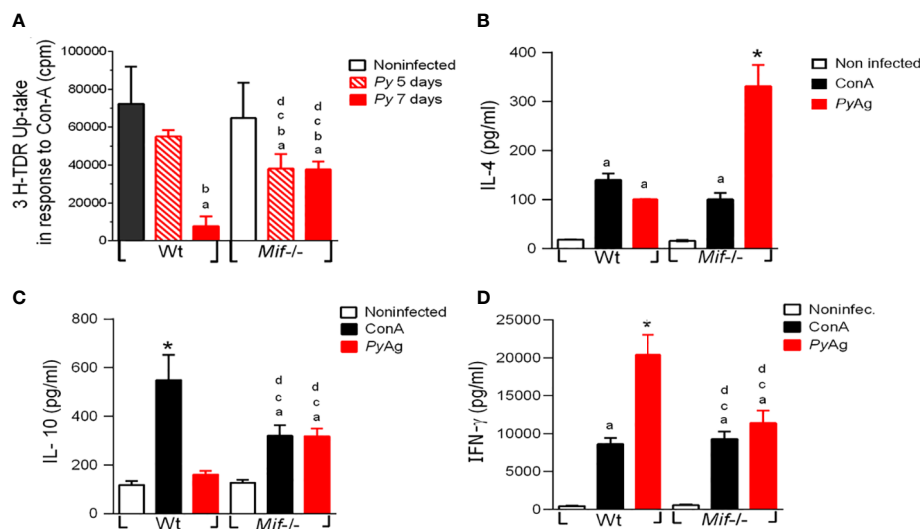 A
3 H-TDR Up-take
in response to Con-A (cpm)
100000
80000
60000
40000
20000
0
Noninfected
Py 5 days
Py 7 days
b
a
d
c
b
a
d
c
b
a
Wt
Mif-/-
B
IL-4 (pg/ml)
400
300
200
100
0
Non infected
ConA
PyAg
a
a
a
*
Wt
Mif-/-
C
IL- 10 (pg/ml)
800
600
400
200
0
Noninfected
ConA
PyAg
*
d
c
a
d
c
a
Wt
Mif-/-
D
IFN-γ (pg/ml)
25000
20000
15000
10000
5000
0
Noninfec.
ConA
PyAg
a
*
d
c
a
d
c
a
Wt
Mif-/-